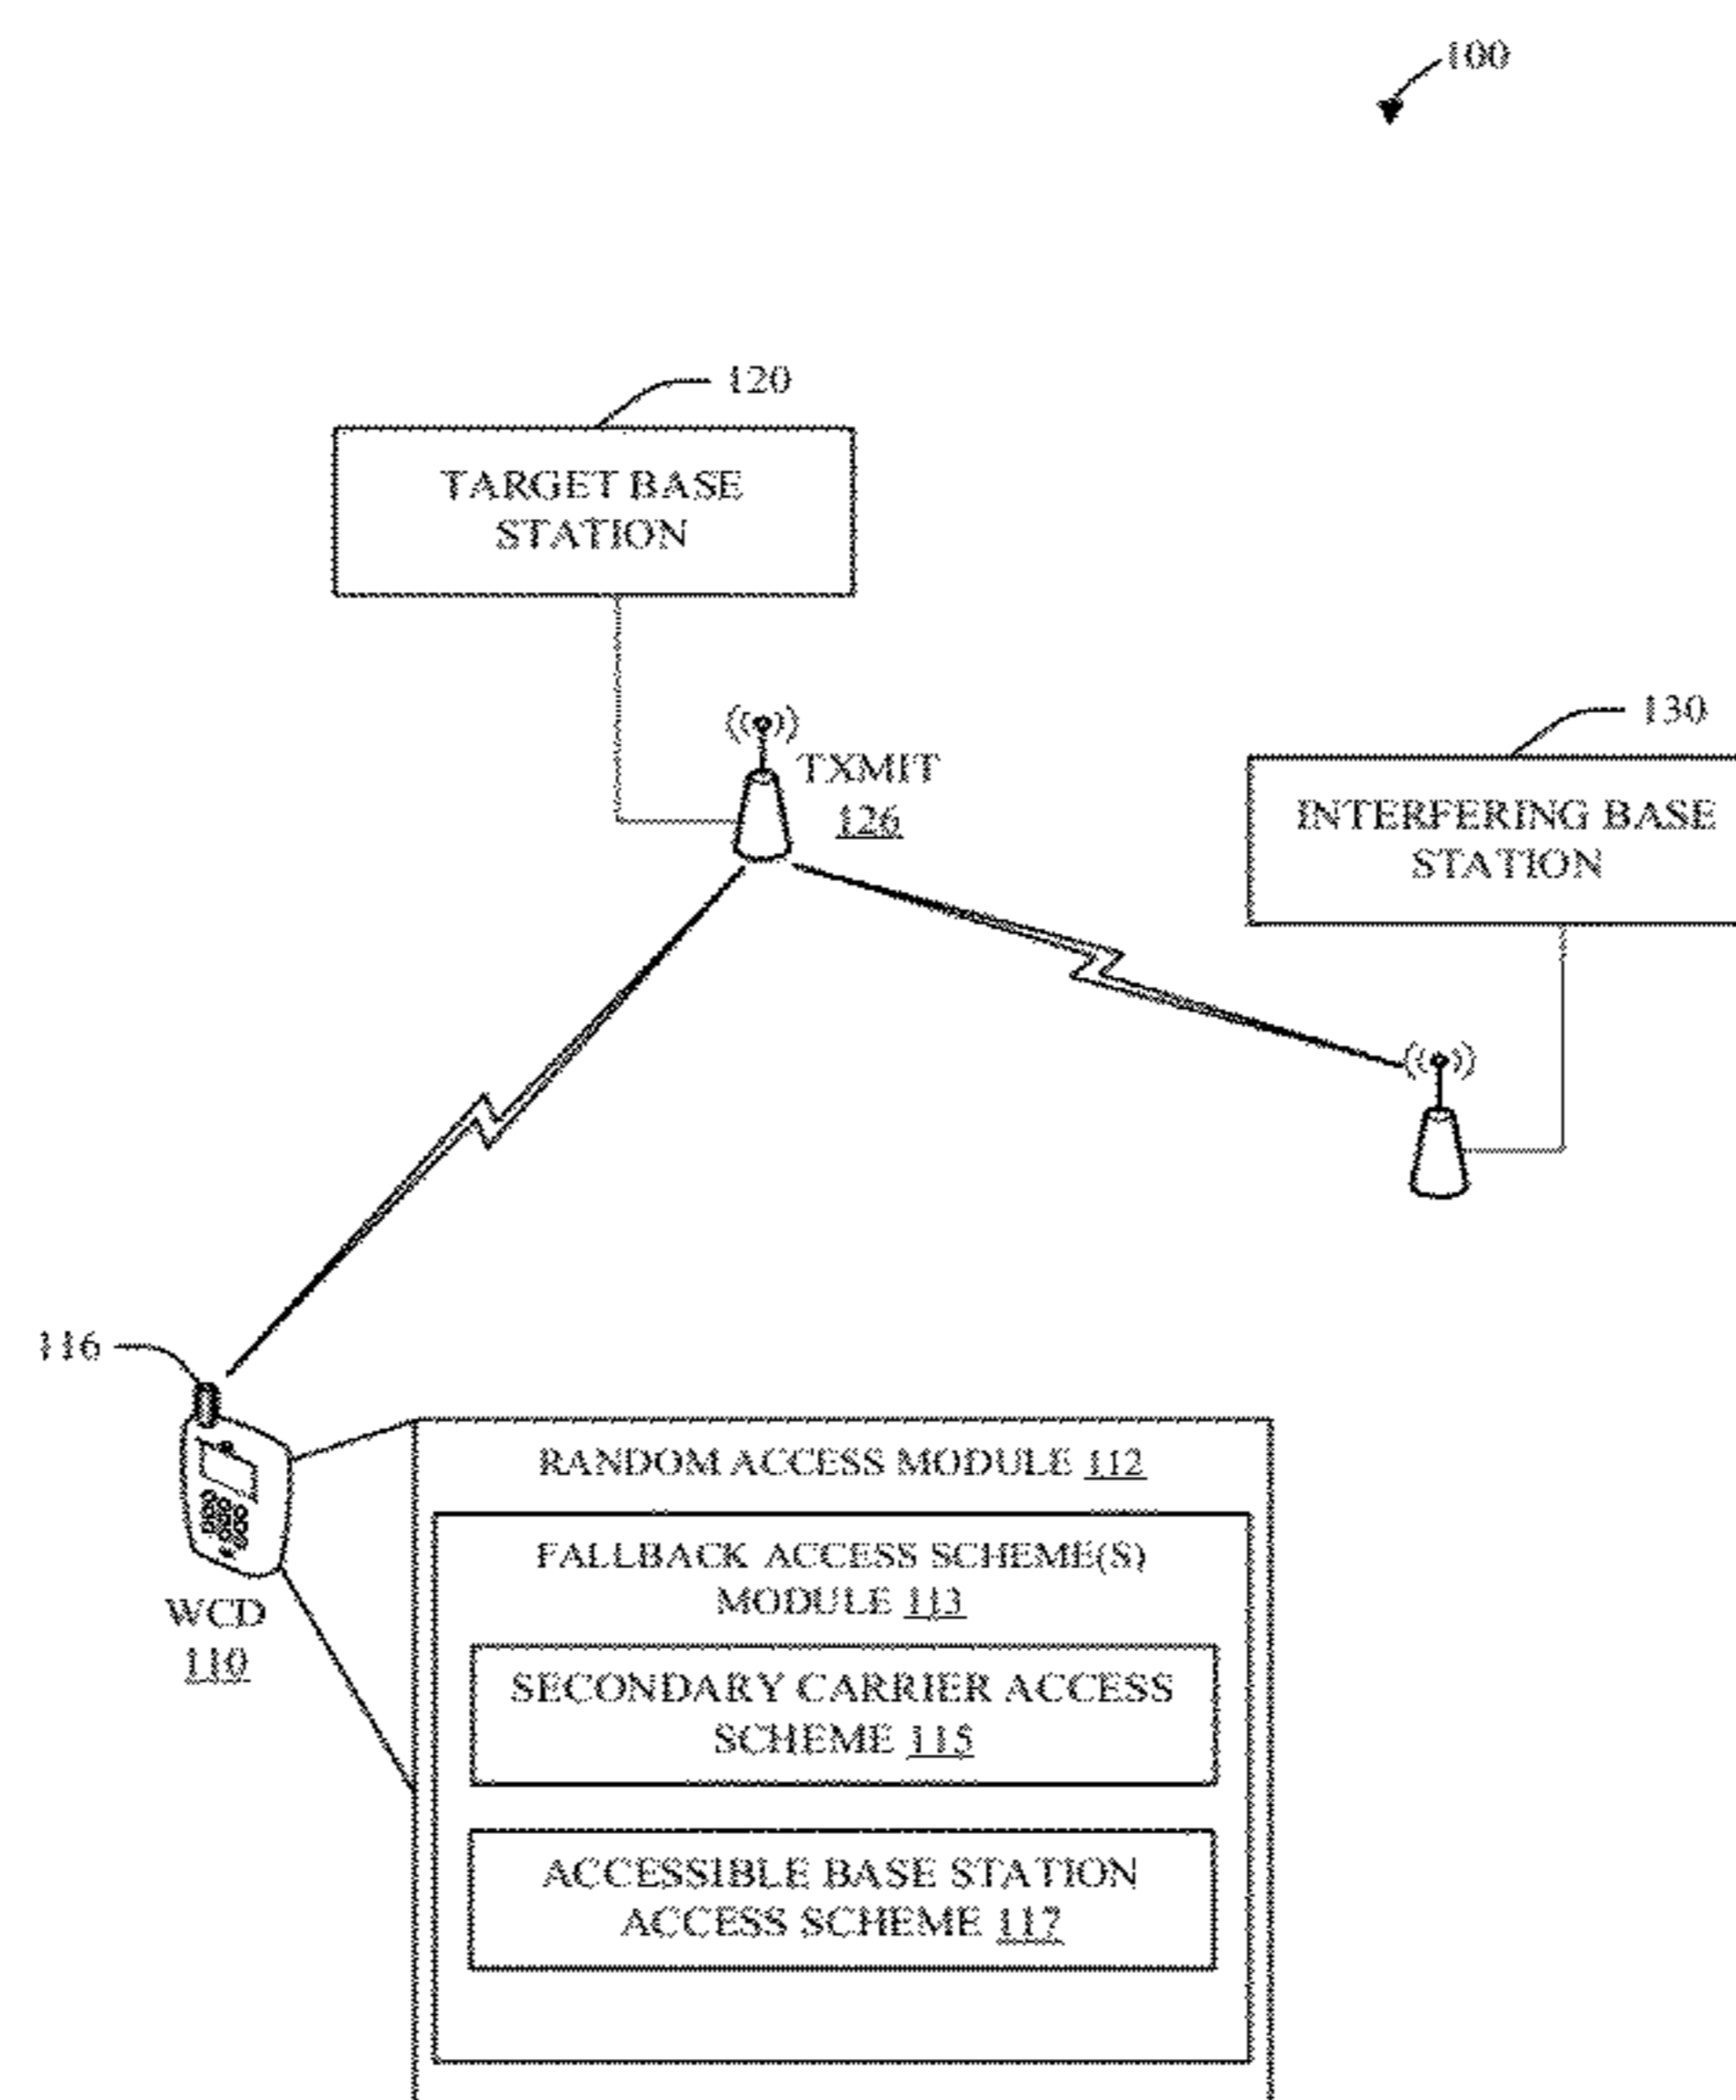 100
120
TARGET BASE
STATION
130
TXMIT
126
INTERFERING BASE
STATION
116
RANDOM ACCESS MODULE 112
FALLBACK ACCESS SCHEME(S)
MODULE 113
WCD
110
SECONDARY CARRIER ACCESS
SCHEME 115
ACCESSIBLE BASE STATION
ACCESS SCHEME 117